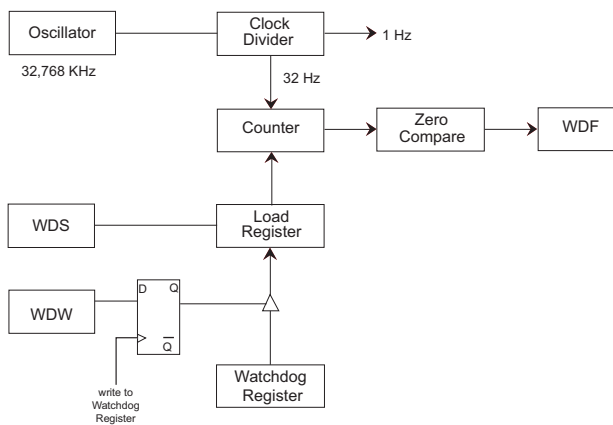 Oscillator
Clock
Divider
1 Hz
32,768 KHz
32 Hz
Counter
Zero
Compare
WDF
WDS
Load
Register
WDW
D
Q
Q
write to
Watchdog
Register
Watchdog
Register